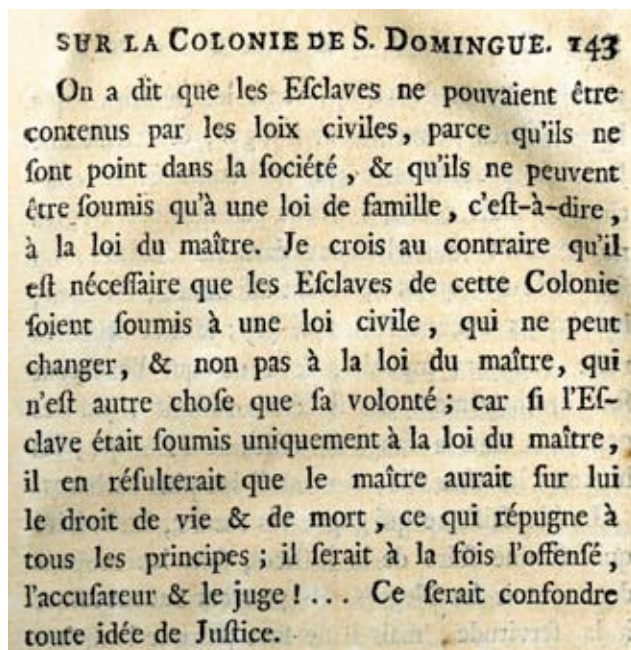 SUR LA COLONIE DE S. DOMINGUE. 143
On a dit que les Eſclaves ne pouvaient être
contenus par les loix civiles, parce qu'ils ne
ſont point dans la ſociété, & qu'ils ne peuvent
être ſoumis qu'à une loi de famille, c'eſt-à-dire,
à la loi du maître. Je crois au contraire qu'il
eſt néceſſaire que les Eſclaves de cette Colonie
ſoient ſoumis à une loi civile, qui ne peut
changer, & non pas à la loi du maître, qui
n'eſt autre choſe que ſa volonté; car ſi l'Eſ-
clave était ſoumis uniquement à la loi du maître,
il en réſulterait que le maître aurait ſur lui
le droit de vie & de mort, ce qui répugne à
tous les principes; il ſerait à la fois l'offenſé,
l'accuſateur & le juge!... Ce ſerait confondre
toute idée de Juſtice.